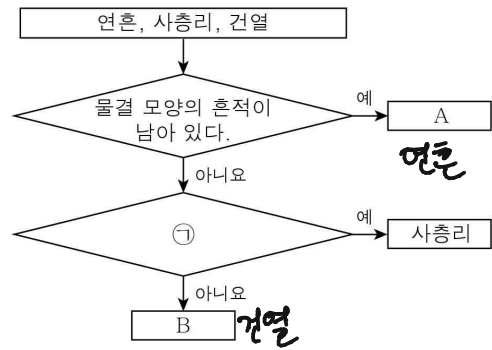 연흔, 사층리, 건열
물결 모양의 흔적이
남아 있다.
예
A
연흔
아니요
㉠
예
사층리
아니요
B
건열